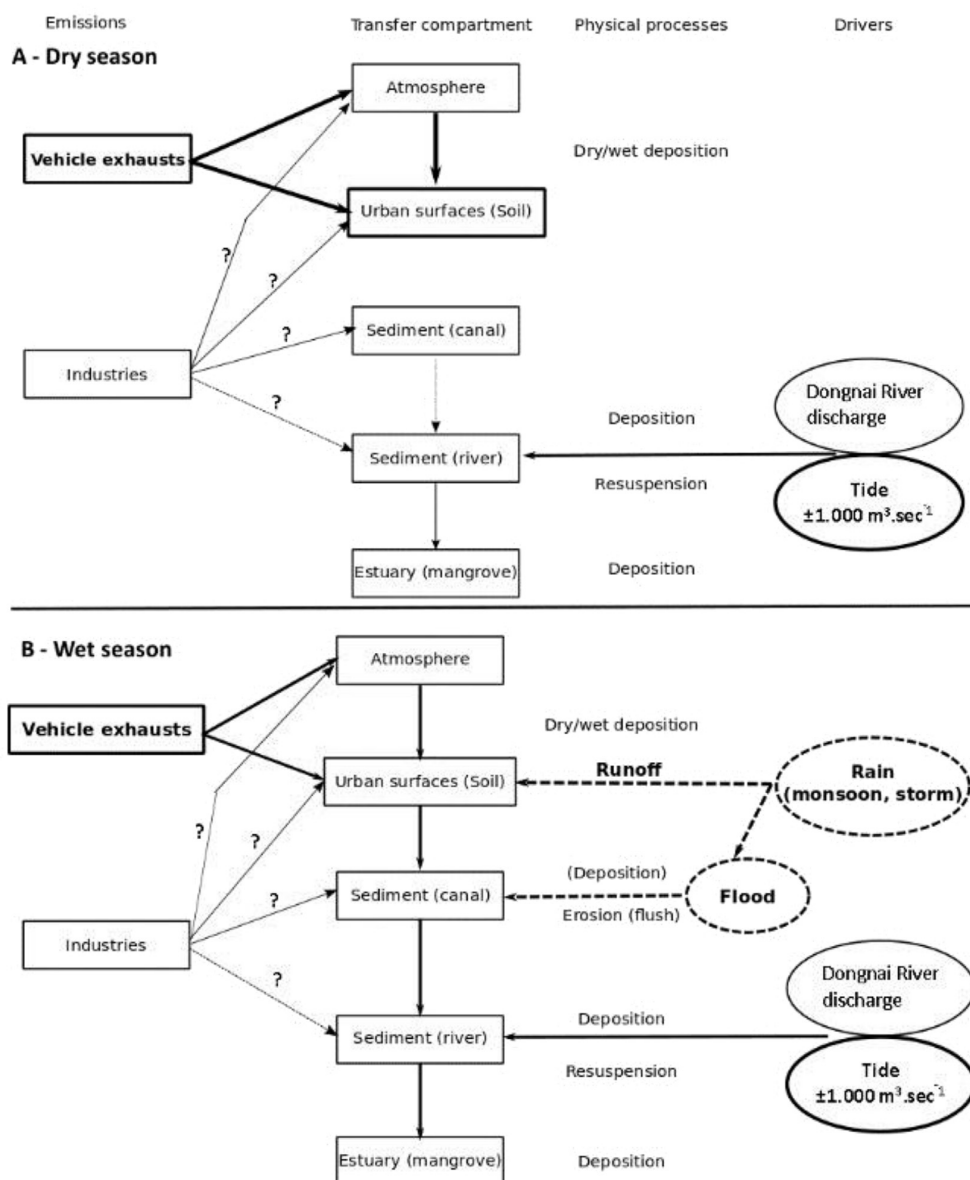 Emissions
Transfer compartment
Physical processes
Drivers
A - Dry season
Atmosphere
Vehicle exhausts
Dry/wet deposition
Urban surfaces (Soil)
?
?
?
Sediment (canal)
Industries
?
Dongnai River
discharge
Deposition
Sediment (river)
Resuspension
Tide
±1.000 m³.sec⁻¹
Estuary (mangrove)
Deposition
B - Wet season
Atmosphere
Vehicle exhausts
Dry/wet deposition
Urban surfaces (Soil)
Runoff
Rain
(monsoon, storm)
?
?
(Deposition)
Sediment (canal)
Flood
?
Erosion (flush)
Industries
?
Dongnai River
discharge
Deposition
Sediment (river)
Resuspension
Tide
±1.000 m³.sec⁻¹
Estuary (mangrove)
Deposition